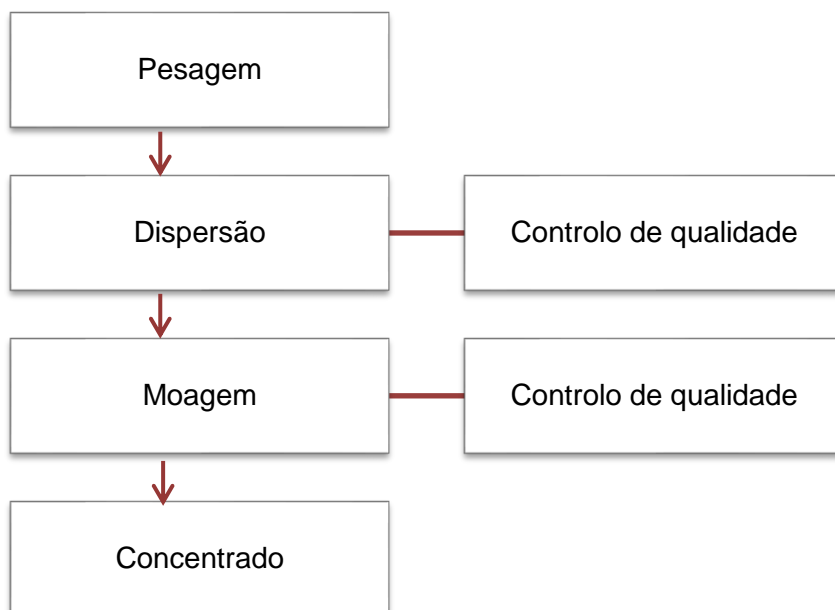 Pesagem
Dispersão
Controlo de qualidade
Moagem
Controlo de qualidade
Concentrado